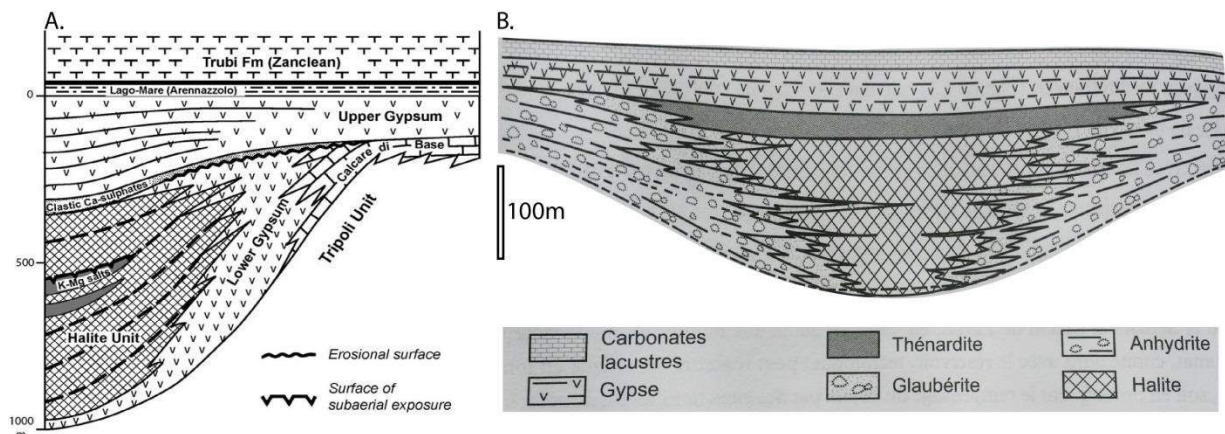 A.
Trubi Fm (Zanclean)
Lago-Mare (Arennazzolo)
0
Upper Gypsum
Calcare di Base
Clastic Ca-sulphates
Lower Gypsum
Tripoli Unit
500
K-Mg salts
Halite Unit
Erosional surface
Surface of
subaerial exposure
1000
m
B.
100m
Carbonates
lacustres
Thénardite
Anhydrite
Gypse
Glaubérite
Halite